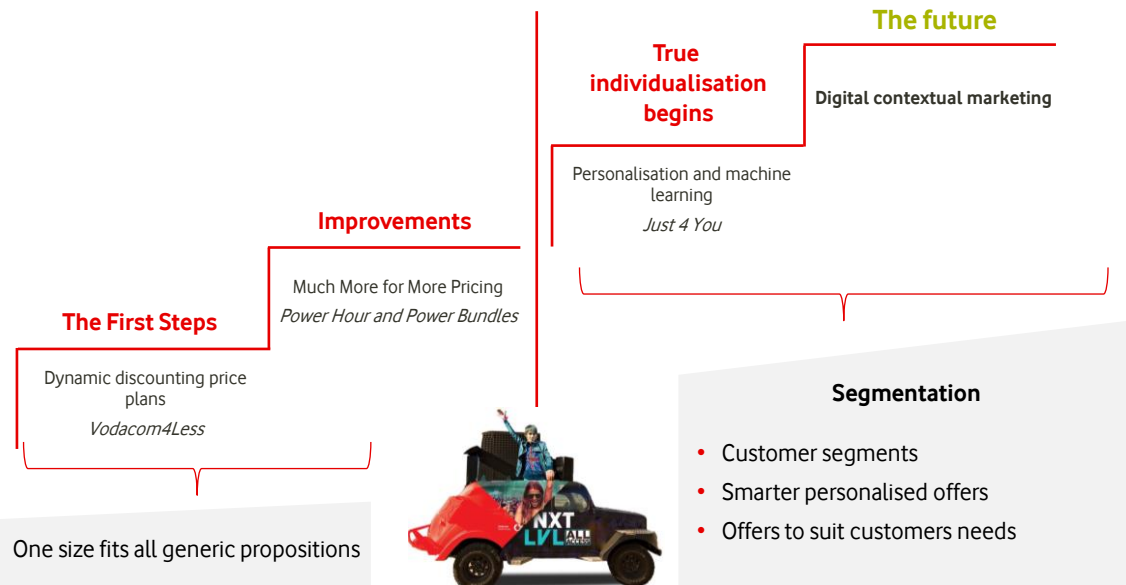 The future
True
individualisation
begins
Digital contextual marketing
Personalisation and machine
learning
Just 4 You
Improvements
Much More for More Pricing
Power Hour and Power Bundles
The First Steps
Dynamic discounting price
plans
Vodacom4Less
One size fits all generic propositions
NXT
LVL ALL
ACCESS
Segmentation
• Customer segments
• Smarter personalised offers
• Offers to suit customers needs